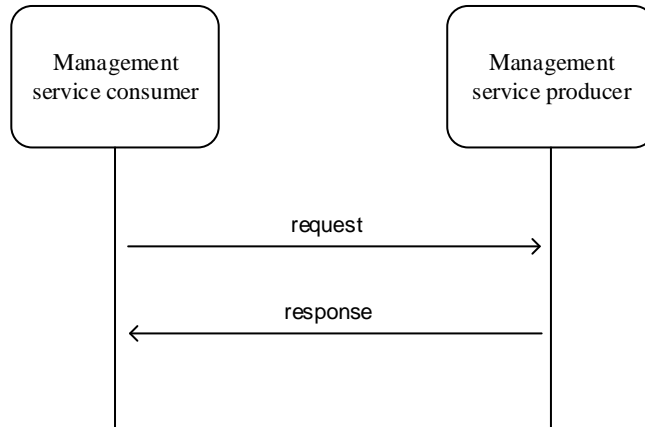 Management
service consumer
Management
service producer
request
response